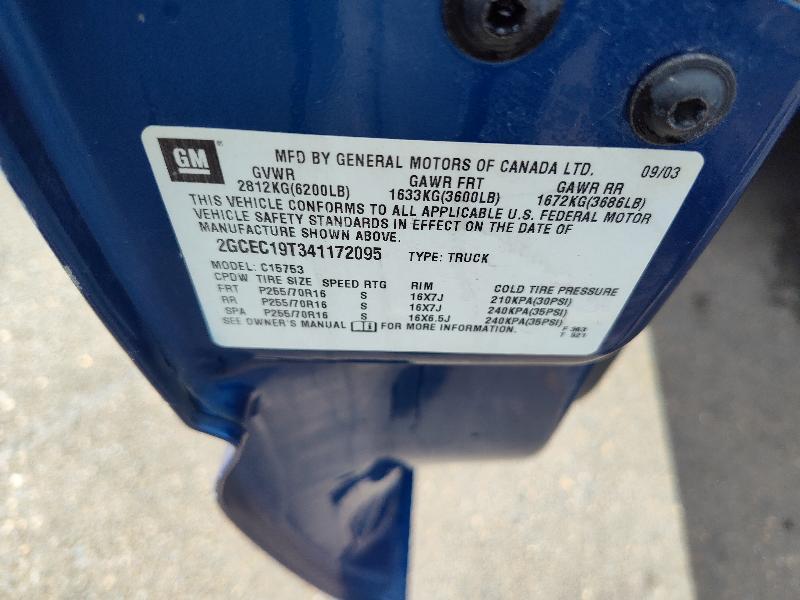 GM MFD BY GENERAL MOTORS OF CANADA LTD. 09/03
GVWR GAWR FRT GAWR RR
2812KG(6200LB) 1633KG(3600LB) 1672KG(3686LB)
THIS VEHICLE CONFORMS TO ALL APPLICABLE U.S. FEDERAL MOTOR
VEHICLE SAFETY STANDARDS IN EFFECT ON THE DATE OF
MANUFACTURE SHOWN ABOVE.
2GCEC19T341172095 TYPE: TRUCK
MODEL: C15753
CPDW TIRE SIZE SPEED RTG RIM COLD TIRE PRESSURE
FRT P255/70R16 S 16X7J 210KPA(30PSI)
RR P255/70R16 S 16X7J 240KPA(35PSI)
SPA P255/70R16 S 16X6.5J 240KPA(35PSI)
SEE OWNER'S MANUAL FOR MORE INFORMATION.
F 363
T 521